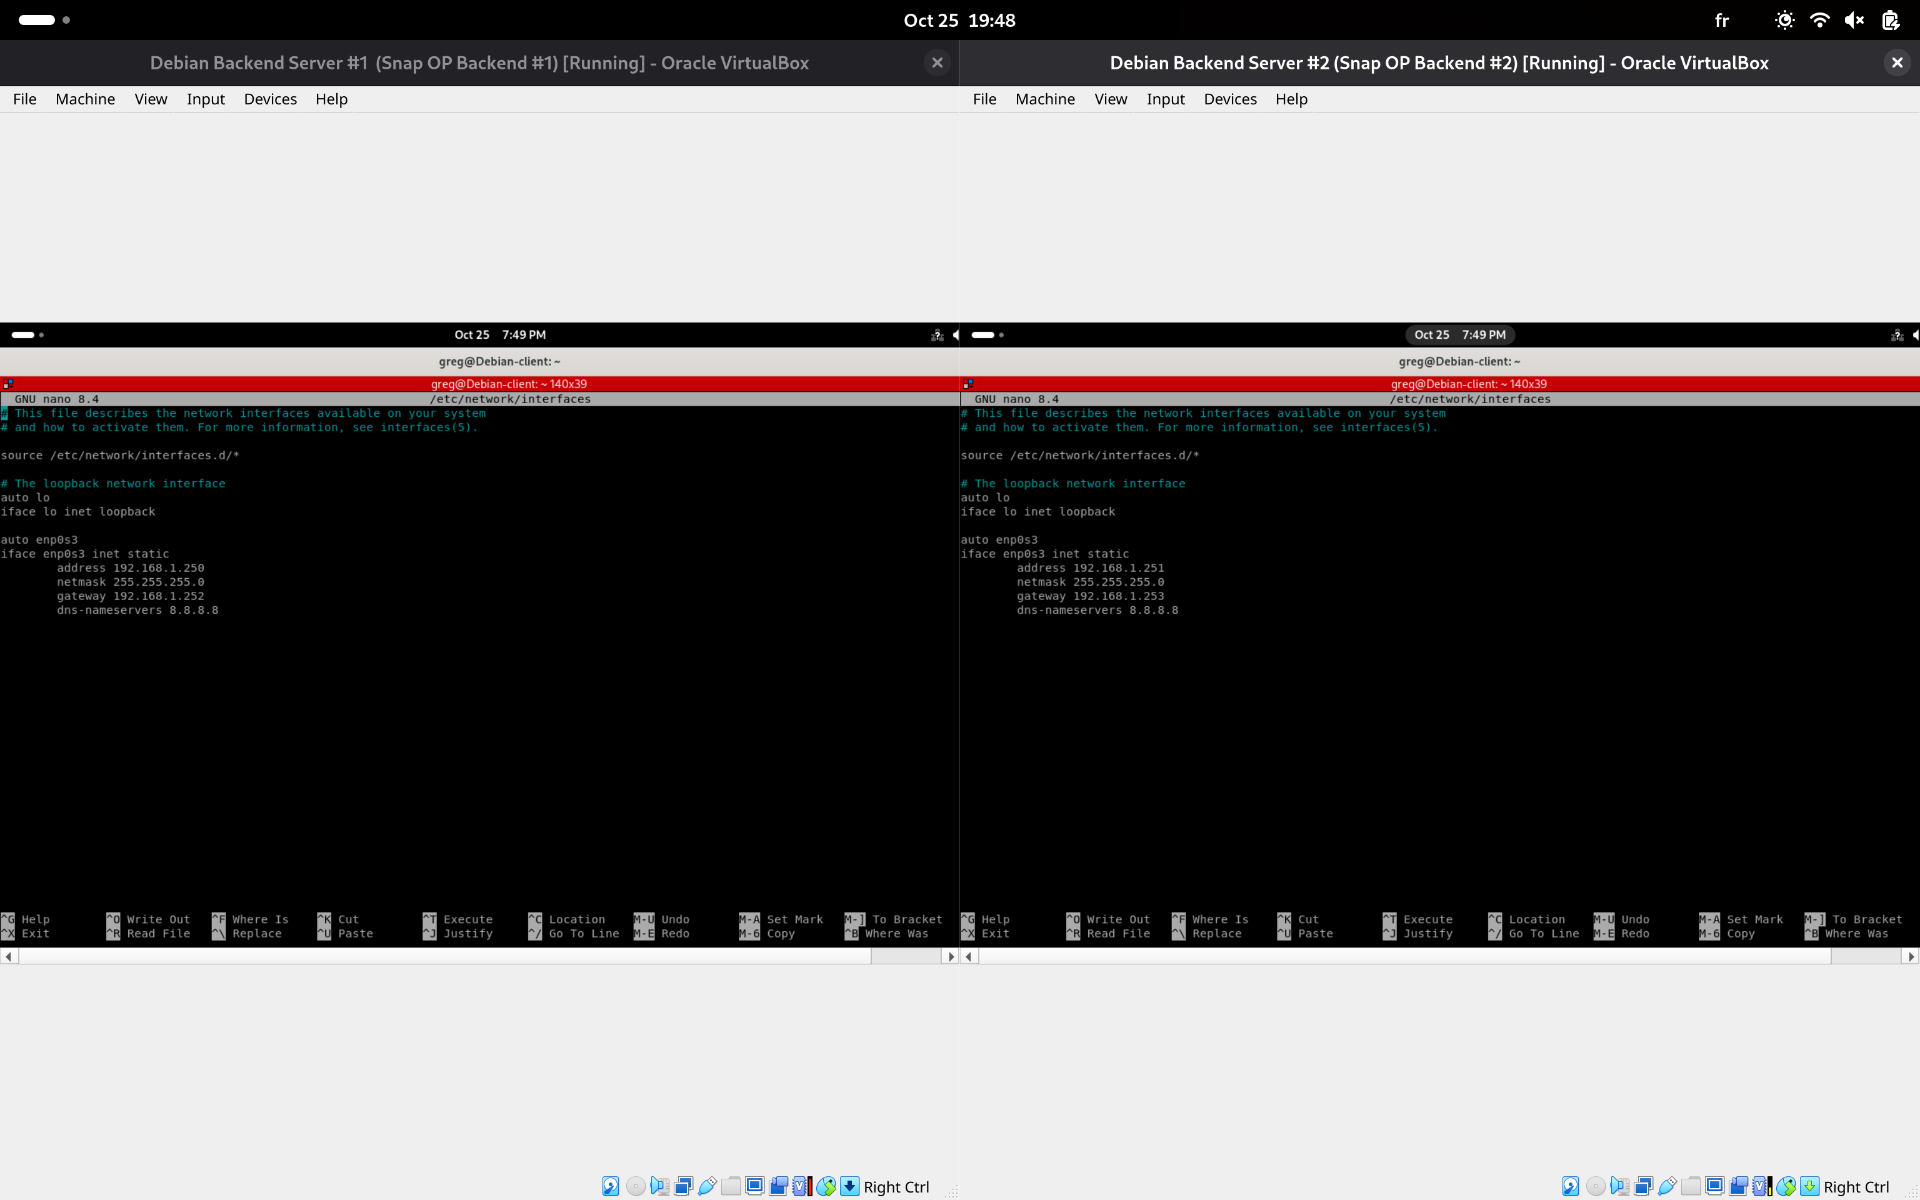 Oct 25 19:48
fr
Debian Backend Server #1 (Snap OP Backend #1) [Running] - Oracle VirtualBox
File Machine View Input Devices Help
Oct 25 7:49 PM
greg@Debian-client: ~
greg@Debian-client: ~ 140x39
GNU nano 8.4 /etc/network/interfaces
# This file describes the network interfaces available on your system
# and how to activate them. For more information, see interfaces(5).
source /etc/network/interfaces.d/*
# The loopback network interface
auto lo
iface lo inet loopback
auto enp0s3
iface enp0s3 inet static
address 192.168.1.250
netmask 255.255.255.0
gateway 192.168.1.252
dns-nameservers 8.8.8.8
^G Help ^O Write Out ^F Where Is ^K Cut ^T Execute ^C Location M-U Undo M-A Set Mark M-] To Bracket
^X Exit ^R Read File ^\ Replace ^U Paste ^J Justify ^/ Go To Line M-E Redo M-6 Copy ^B Where Was
Right Ctrl
Debian Backend Server #2 (Snap OP Backend #2) [Running] - Oracle VirtualBox
File Machine View Input Devices Help
Oct 25 7:49 PM
greg@Debian-client: ~
greg@Debian-client: ~ 140x39
GNU nano 8.4 /etc/network/interfaces
# This file describes the network interfaces available on your system
# and how to activate them. For more information, see interfaces(5).
source /etc/network/interfaces.d/*
# The loopback network interface
auto lo
iface lo inet loopback
auto enp0s3
iface enp0s3 inet static
address 192.168.1.251
netmask 255.255.255.0
gateway 192.168.1.253
dns-nameservers 8.8.8.8
^G Help ^O Write Out ^F Where Is ^K Cut ^T Execute ^C Location M-U Undo M-A Set Mark M-] To Bracket
^X Exit ^R Read File ^\ Replace ^U Paste ^J Justify ^/ Go To Line M-E Redo M-6 Copy ^B Where Was
Right Ctrl